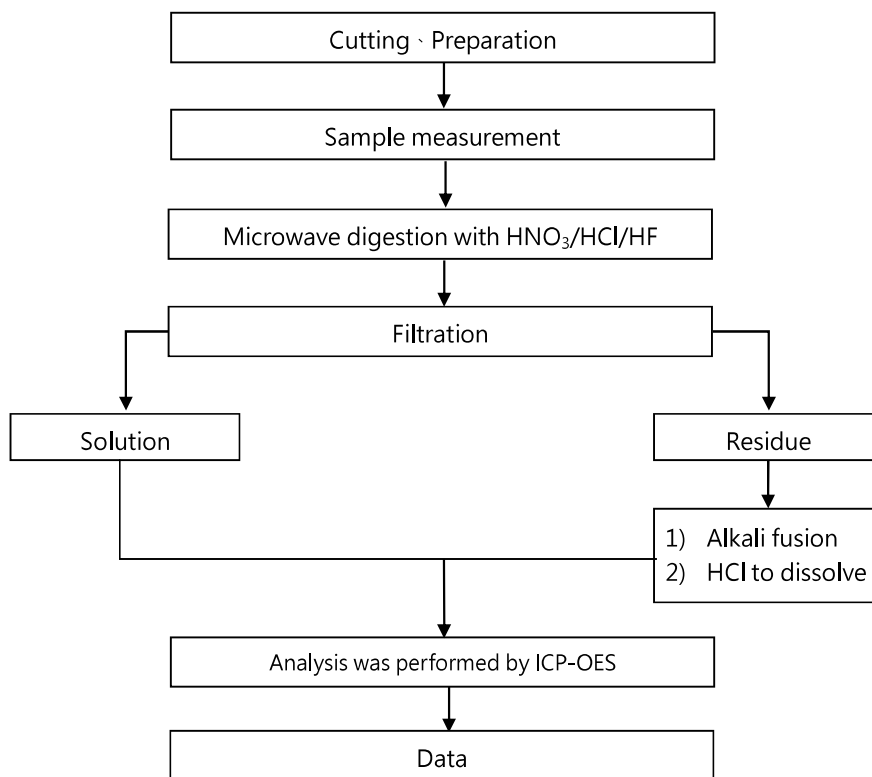 Cutting、Preparation
Sample measurement
Microwave digestion with HNO₃/HCl/HF
Filtration
Solution
Residue
1) Alkali fusion
2) HCl to dissolve
Analysis was performed by ICP-OES
Data